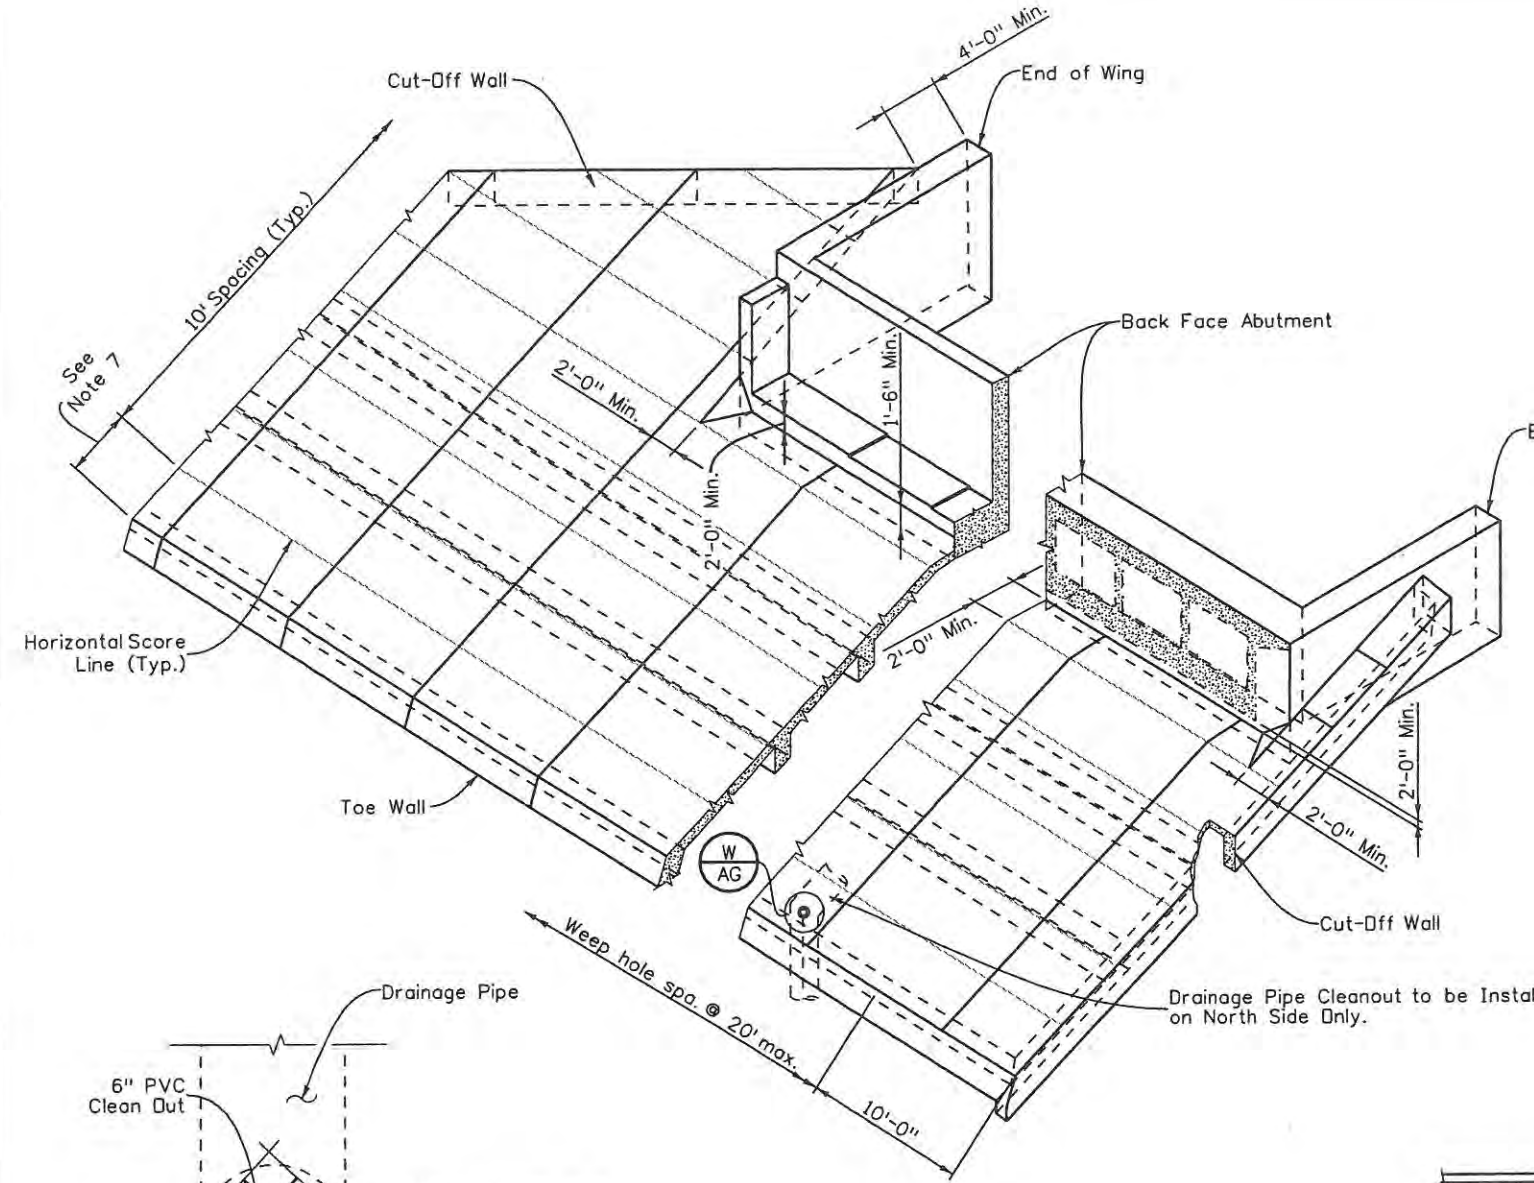 4'-0" Min.
Cut-Off Wall
End of Wing
10' Spacing (Typ.)
Back Face Abutment
See
Note 7
2'-0" Min.
1'-6" Min.
2'-0" Min.
E
2'-0" Min.
Horizontal Score
Line (Typ.)
2'-0" Min.
2'-0" Min.
Toe Wall
W
AG
Cut-Off Wall
Weep hole spa. @ 20' max.
Drainage Pipe
Drainage Pipe Cleanout to be Instal
on North Side Only.
6" PVC
Clean Out
10'-0"